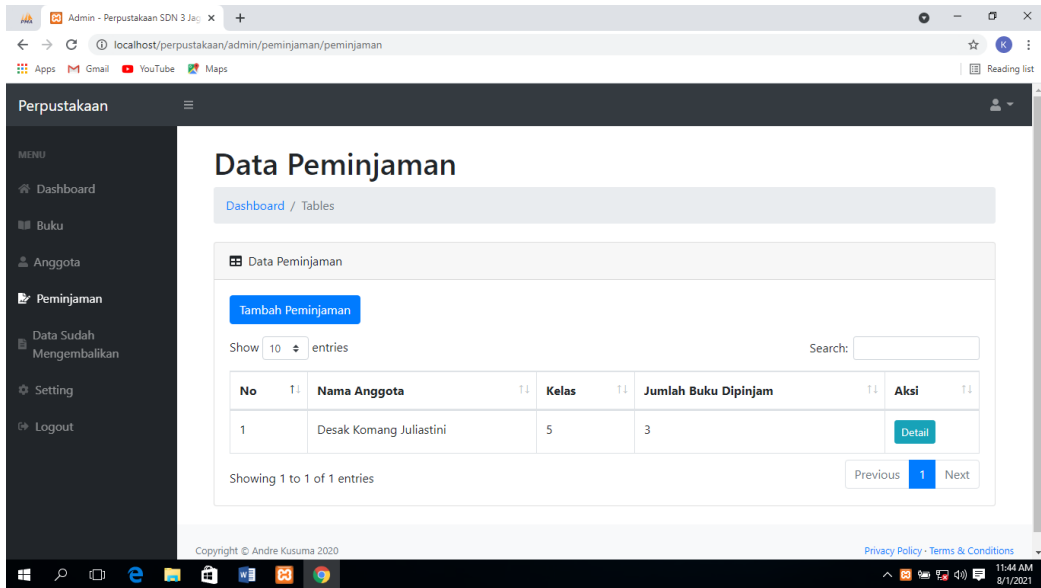 Admin - Perpustakaan SDN 3 Jag
localhost/perpustakaan/admin/peminjaman/peminjaman
K
Apps Gmail YouTube Maps Reading list
Perpustakaan
MENU
Dashboard
Buku
Anggota
Peminjaman
Data Sudah
Mengembalikan
Setting
Logout
Data Peminjaman
Dashboard / Tables
Data Peminjaman
Tambah Peminjaman
Show 10 entries Search:
No Nama Anggota Kelas Jumlah Buku Dipinjam Aksi
1 Desak Komang Juliastini 5 3 Detail
Showing 1 to 1 of 1 entries Previous 1 Next
Copyright © Andre Kusuma 2020 Privacy Policy · Terms & Conditions
11:44 AM
8/1/2021